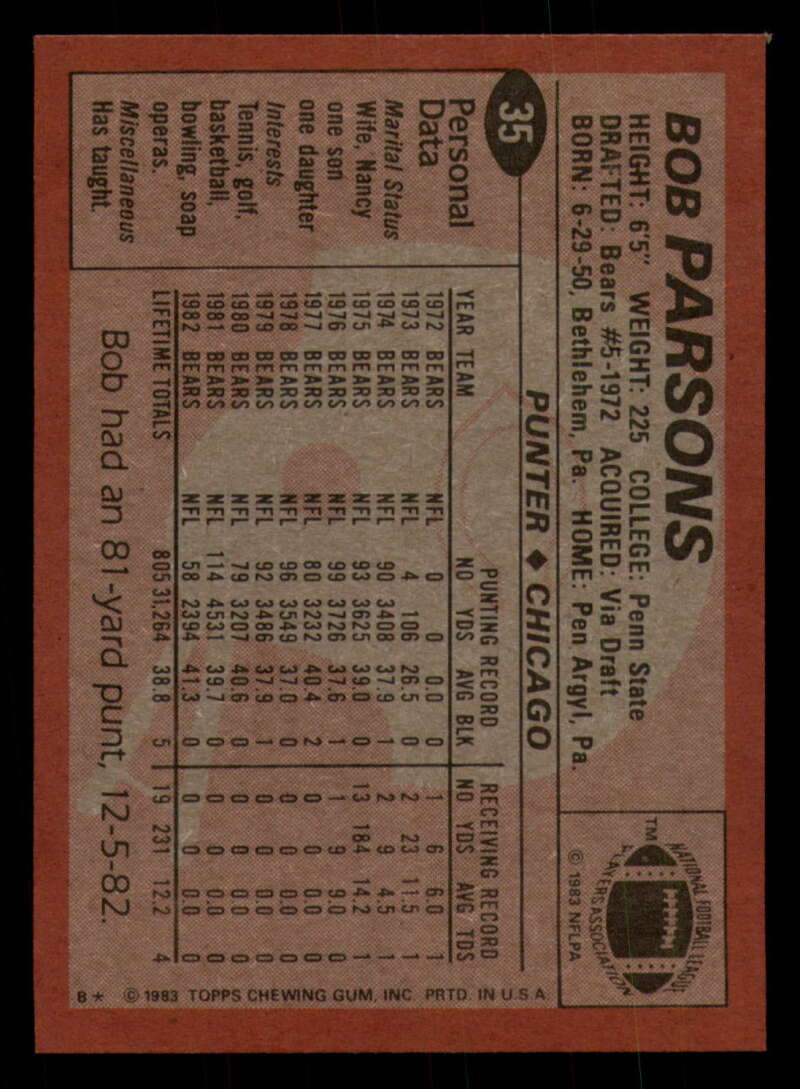 35
BOB PARSONS
HEIGHT: 6'5" WEIGHT: 225 COLLEGE: Penn State
DRAFTED: Bears #5-1972 ACQUIRED: Via Draft
BORN: 6-29-50, Bethlehem, Pa. HOME: Pen Argyl, Pa.
NATIONAL FOOTBALL LEAGUE
PLAYERS ASSOCIATION
TM
© 1983 NFLPA
PUNTER ♦ CHICAGO
Personal
Data
Marital Status
Wife, Nancy
one son
one daughter
Interests
Tennis, golf,
basketball,
bowling, soap
operas.
Miscellaneous
Has taught.
PUNTING RECORD RECEIVING RECORD
YEAR TEAM NO YDS AVG BLK NO YDS AVG TDS
1972 BEARS NFL 0 0 0.0 0 1 6 6.0 1
1973 BEARS NFL 4 106 26.5 0 2 23 11.5 1
1974 BEARS NFL 90 3408 37.9 1 2 9 4.5 1
1975 BEARS NFL 93 3625 39.0 0 13 184 14.2 1
1976 BEARS NFL 99 3726 37.6 1 1 9 9.0 0
1977 BEARS NFL 80 3232 40.4 2 0 0 0.0 0
1978 BEARS NFL 96 3549 37.0 0 0 0 0.0 0
1979 BEARS NFL 92 3486 37.9 1 0 0 0.0 0
1980 BEARS NFL 79 3207 40.6 0 0 0 0.0 0
1981 BEARS NFL 114 4531 39.7 0 0 0 0.0 0
1982 BEARS NFL 58 2394 41.3 0 0 0 0.0 0
LIFETIME TOTALS 805 31,264 38.8 5 19 231 12.2 4
Bob had an 81-yard punt, 12-5-82.
B* © 1983 TOPPS CHEWING GUM, INC. PRTD. IN U.S.A.